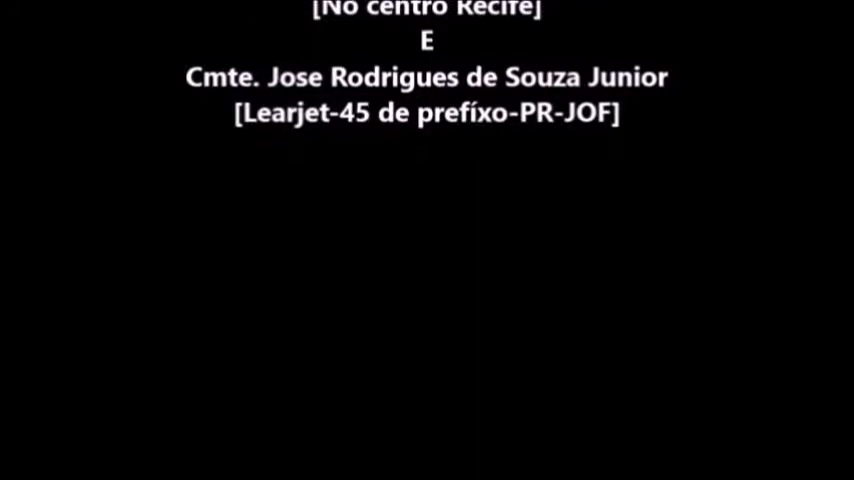 [No centro Recife]
E
Cmte. Jose Rodrigues de Souza Junior
[Learjet-45 de prefíxo-PR-JOF]